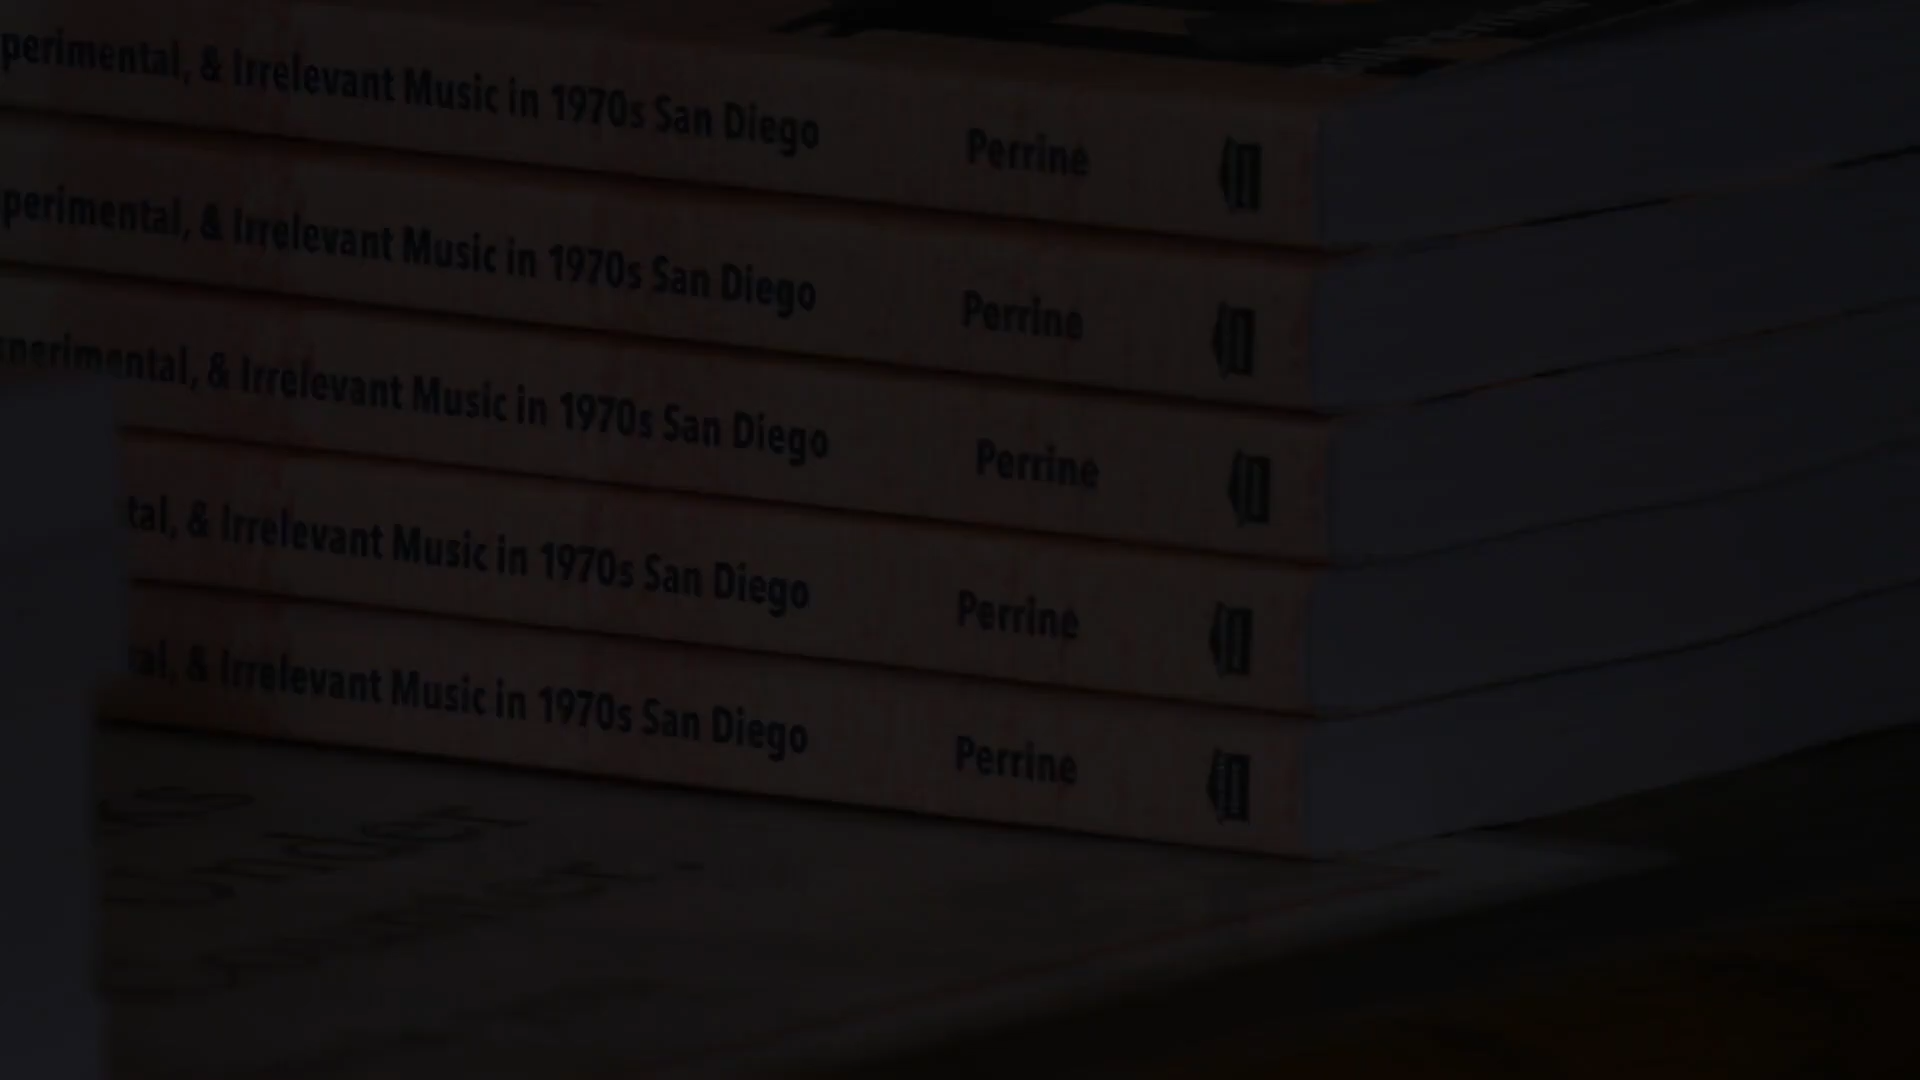 perimental, & Irrelevant Music in 1970s San Diego Perrine
perimental, & Irrelevant Music in 1970s San Diego Perrine
perimental, & Irrelevant Music in 1970s San Diego Perrine
tal, & Irrelevant Music in 1970s San Diego Perrine
tal, & Irrelevant Music in 1970s San Diego Perrine